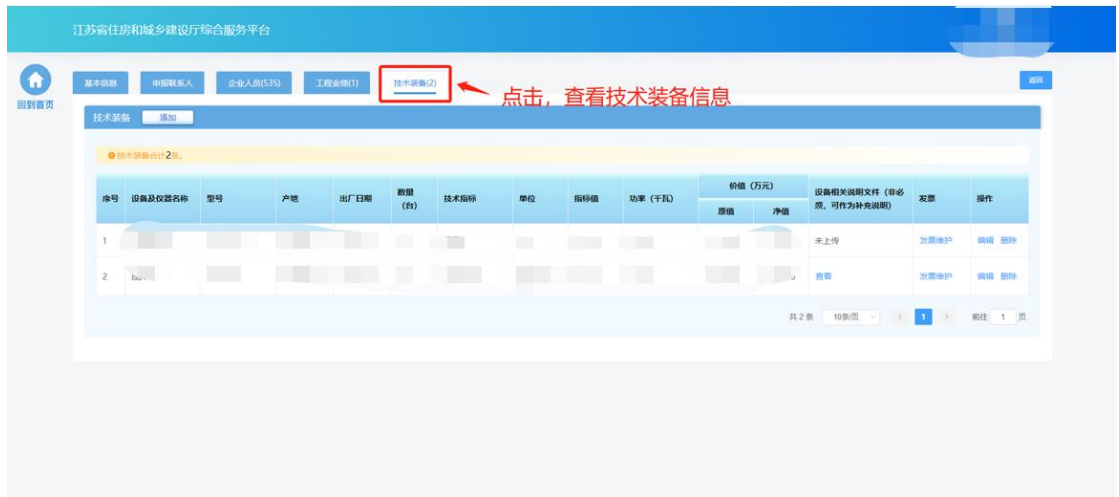 江苏省住房和城乡建设厅综合服务平台
回到首页
基本信息 申报联系人 企业人员(535) 工程业绩(1) 技术装备(2) 返回
点击，查看技术装备信息
技术装备 添加
技术装备合计2条。
序号 设备及仪器名称 型号 产地 出厂日期 数量（台） 技术指标 单位 指标值 功率（千瓦） 价值（万元） 原值 净值 设备相关说明文件（非必须，可作为补充说明） 发票 操作
1 未上传 发票维护 编辑 删除
2 查看 发票维护 编辑 删除
共 2 条 10条/页 < 1 > 前往 1 页